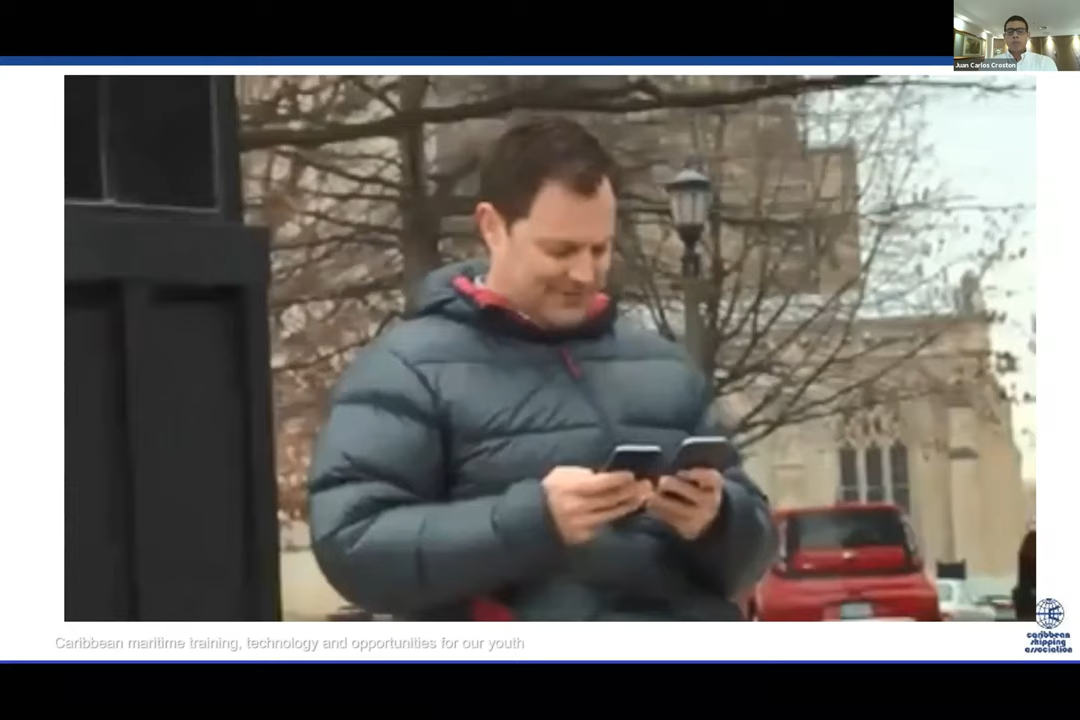 Juan Carlos Croston
Caribbean maritime training, technology and opportunities for our youth
caribbean
shipping
association